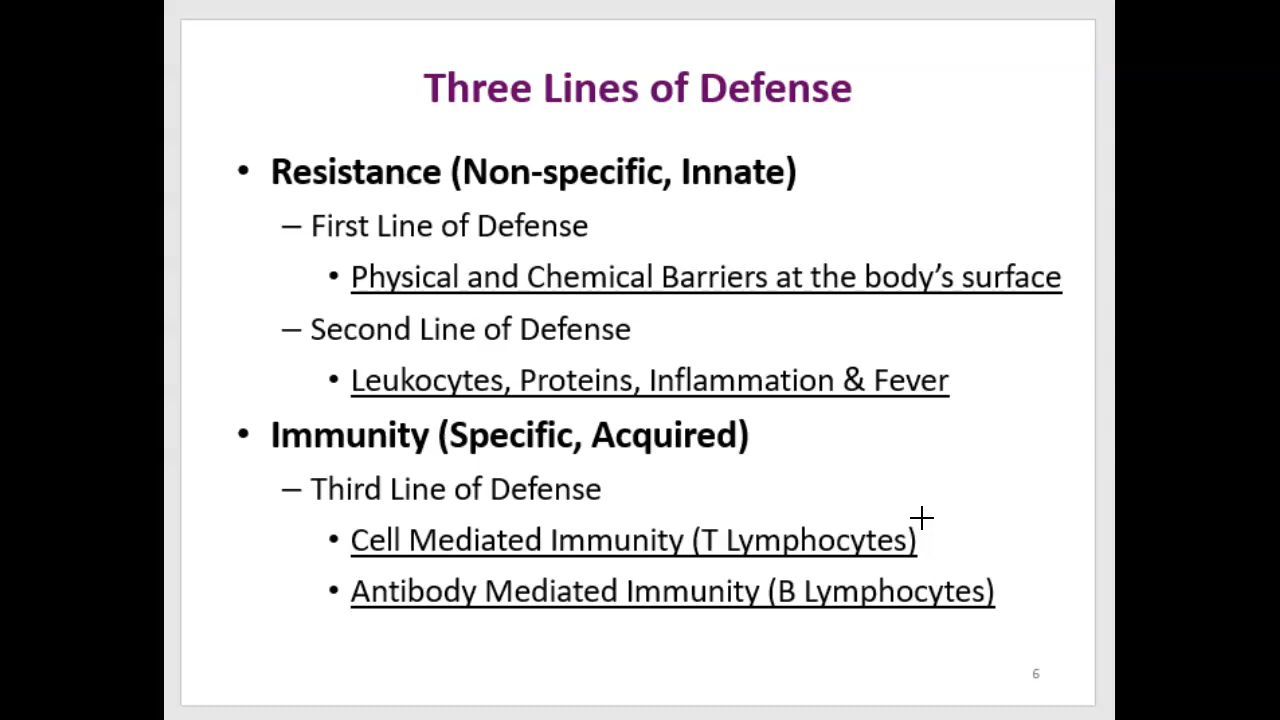 Three Lines of Defense
• Resistance (Non-specific, Innate)
– First Line of Defense
• Physical and Chemical Barriers at the body’s surface
– Second Line of Defense
• Leukocytes, Proteins, Inflammation & Fever
• Immunity (Specific, Acquired)
– Third Line of Defense
• Cell Mediated Immunity (T Lymphocytes)
• Antibody Mediated Immunity (B Lymphocytes)
6